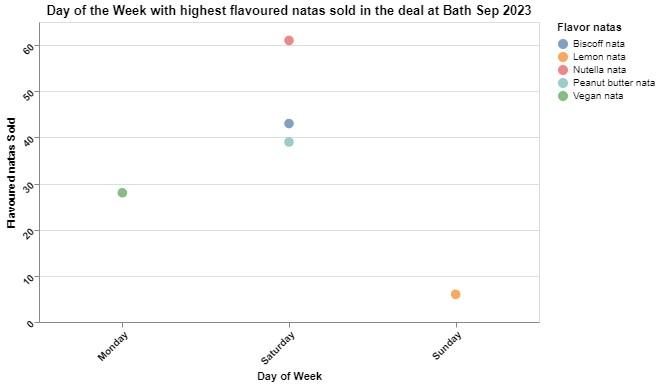 Day of the Week with highest flavoured natas sold in the deal at Bath Sep 2023
Flavor natas
Biscoff nata
Lemon nata
Nutella nata
Peanut butter nata
Vegan nata
Flavoured natas Sold
60
50
40
30
20
10
0
Monday
Saturday
Sunday
Day of Week